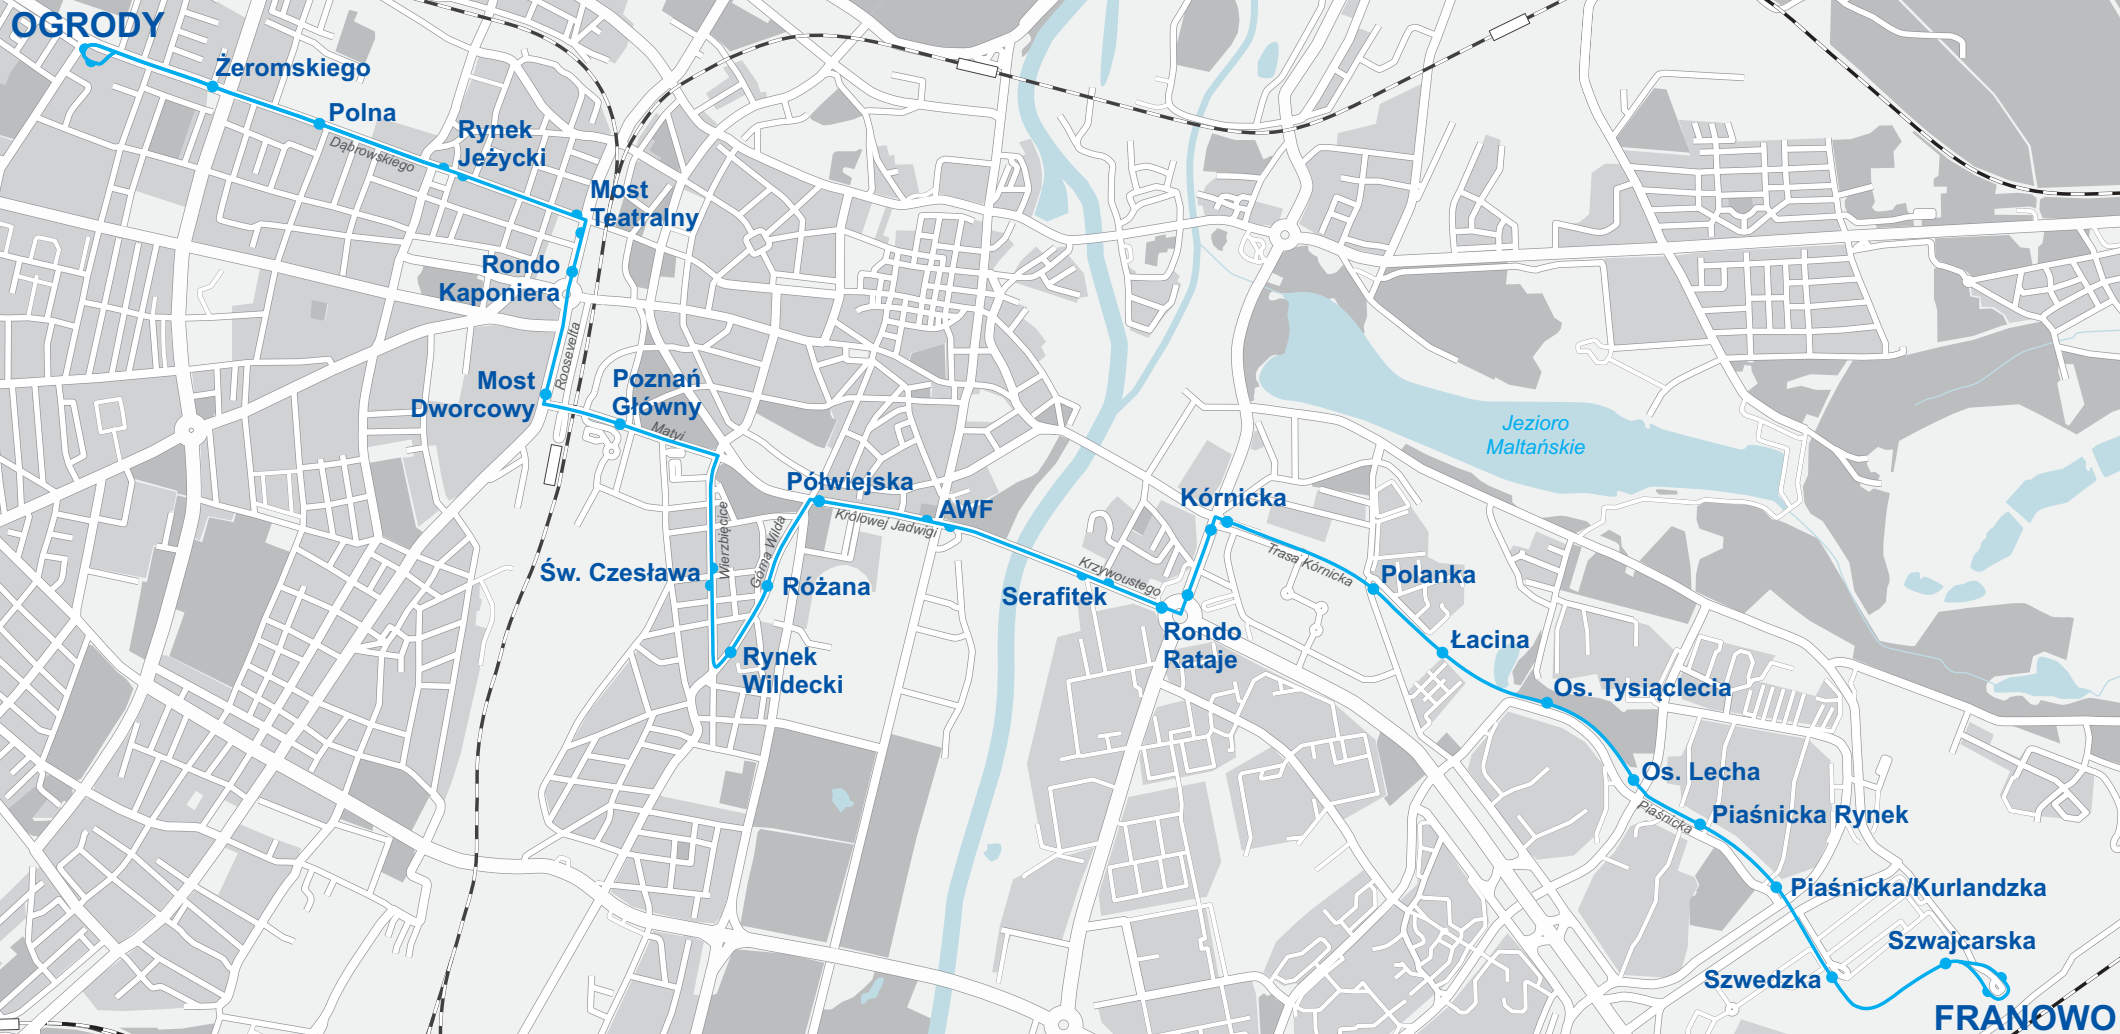 OGRODY
Żeromskiego
Polna
Dąbrowskiego
Rynek
Jeżycki
Most
Teatralny
Rondo
Kaponiera
Roosevelta
Most
Dworcowy
Poznań
Główny
Matyi
Wierzbięcice
Św. Czesława
Rynek
Wildecki
Różana
Górna Wilda
Półwiejska
Królowej Jadwigi
AWF
Serafitek
Krzywoustego
Rondo
Rataje
Kórnicka
Trasa Kórnicka
Polanka
Łacina
Jezioro
Maltańskie
Os. Tysiąclecia
Os. Lecha
Piaśnicka
Piaśnicka Rynek
Piaśnicka/Kurlandzka
Szwedzka
Szwajcarska
FRANOWO